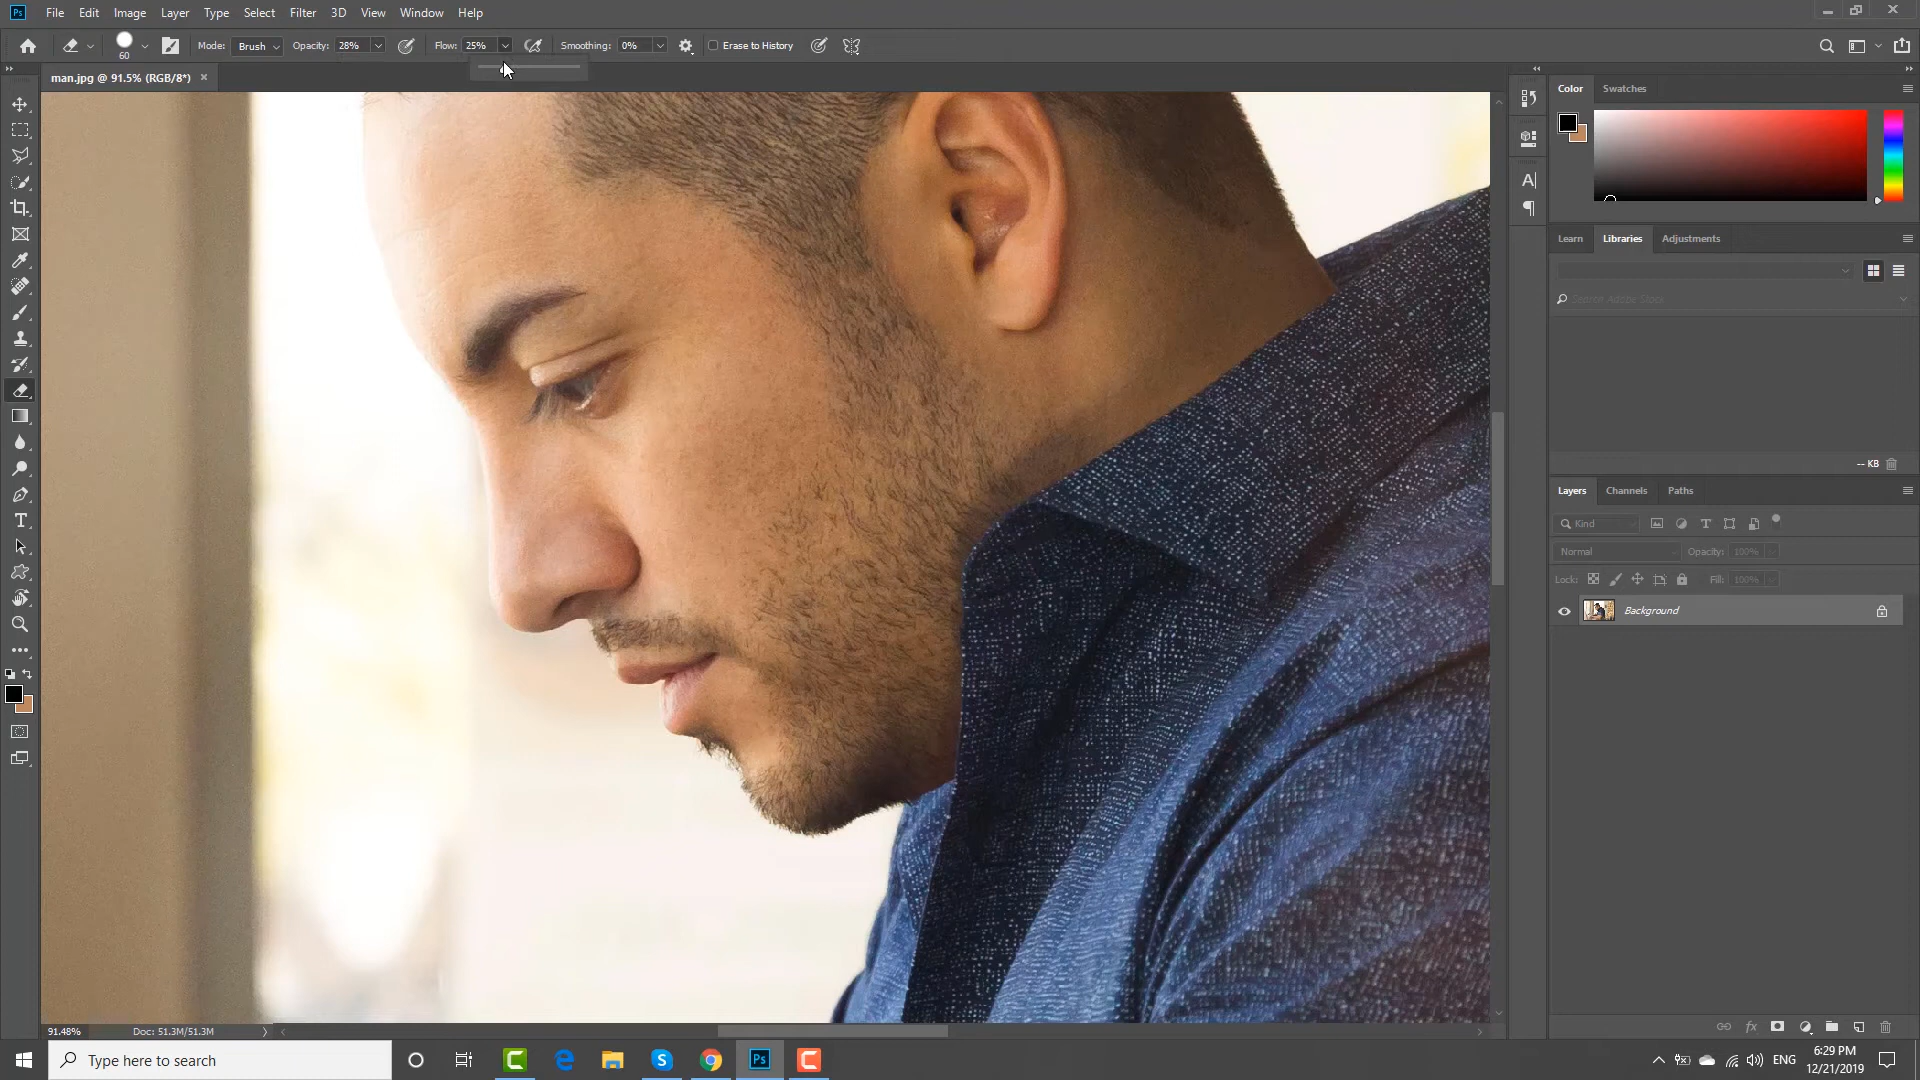 Ps File Edit Image Layer Type Select Filter 3D View Window Help
60 Mode: Brush Opacity: 28% Flow: 25% Smoothing: 0% Erase to History
man.jpg @ 91.5% (RGB/8*) ×
Color Swatches
Learn Libraries Adjustments
Search Adobe Stock
-- KB
Layers Channels Paths
Kind
Normal Opacity: 100%
Lock: Fill: 100%
Background
91.48% Doc: 51.3M/51.3M
Type here to search
ENG
6:29 PM
12/21/2019